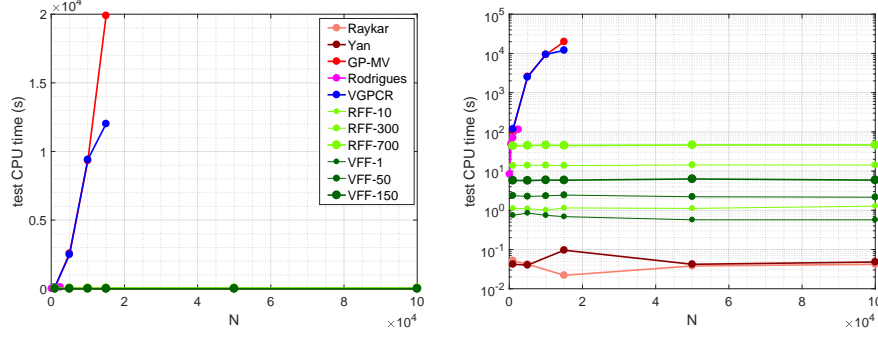 2 ×10⁴
1.5
1
0.5
0
test CPU time (s)
0 2 4 6 8 10
N
×10⁴
Raykar
Yan
GP-MV
Rodrigues
VGPCR
RFF-10
RFF-300
RFF-700
VFF-1
VFF-50
VFF-150
10⁵
10⁴
10³
10²
10¹
10⁰
10⁻¹
10⁻²
test CPU time (s)
0 2 4 6 8 10
N
×10⁴